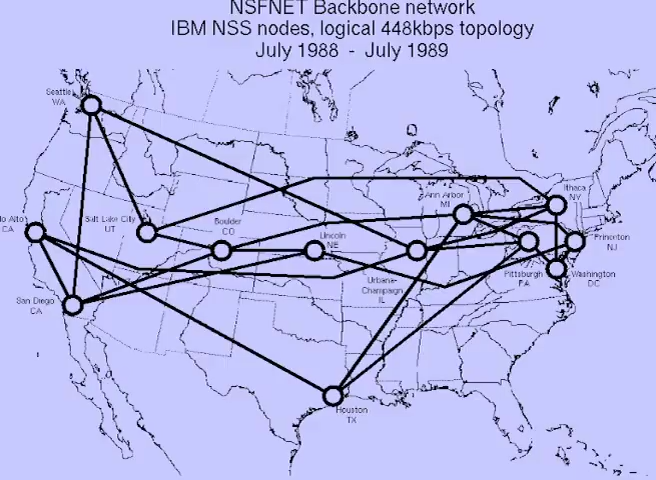 NSFNET Backbone network
IBM NSS nodes, logical 448kbps topology
July 1988 - July 1989
Seattle
WA
Ithaca
NY
Ann Arbor
MI
lo Alto
CA
Salt Lake City
UT
Boulder
CO
Lincoln
NE
Princeton
NJ
Urbana-
Champaign
IL
Pittsburgh
PA
Washington
DC
San Diego
CA
Houston
TX